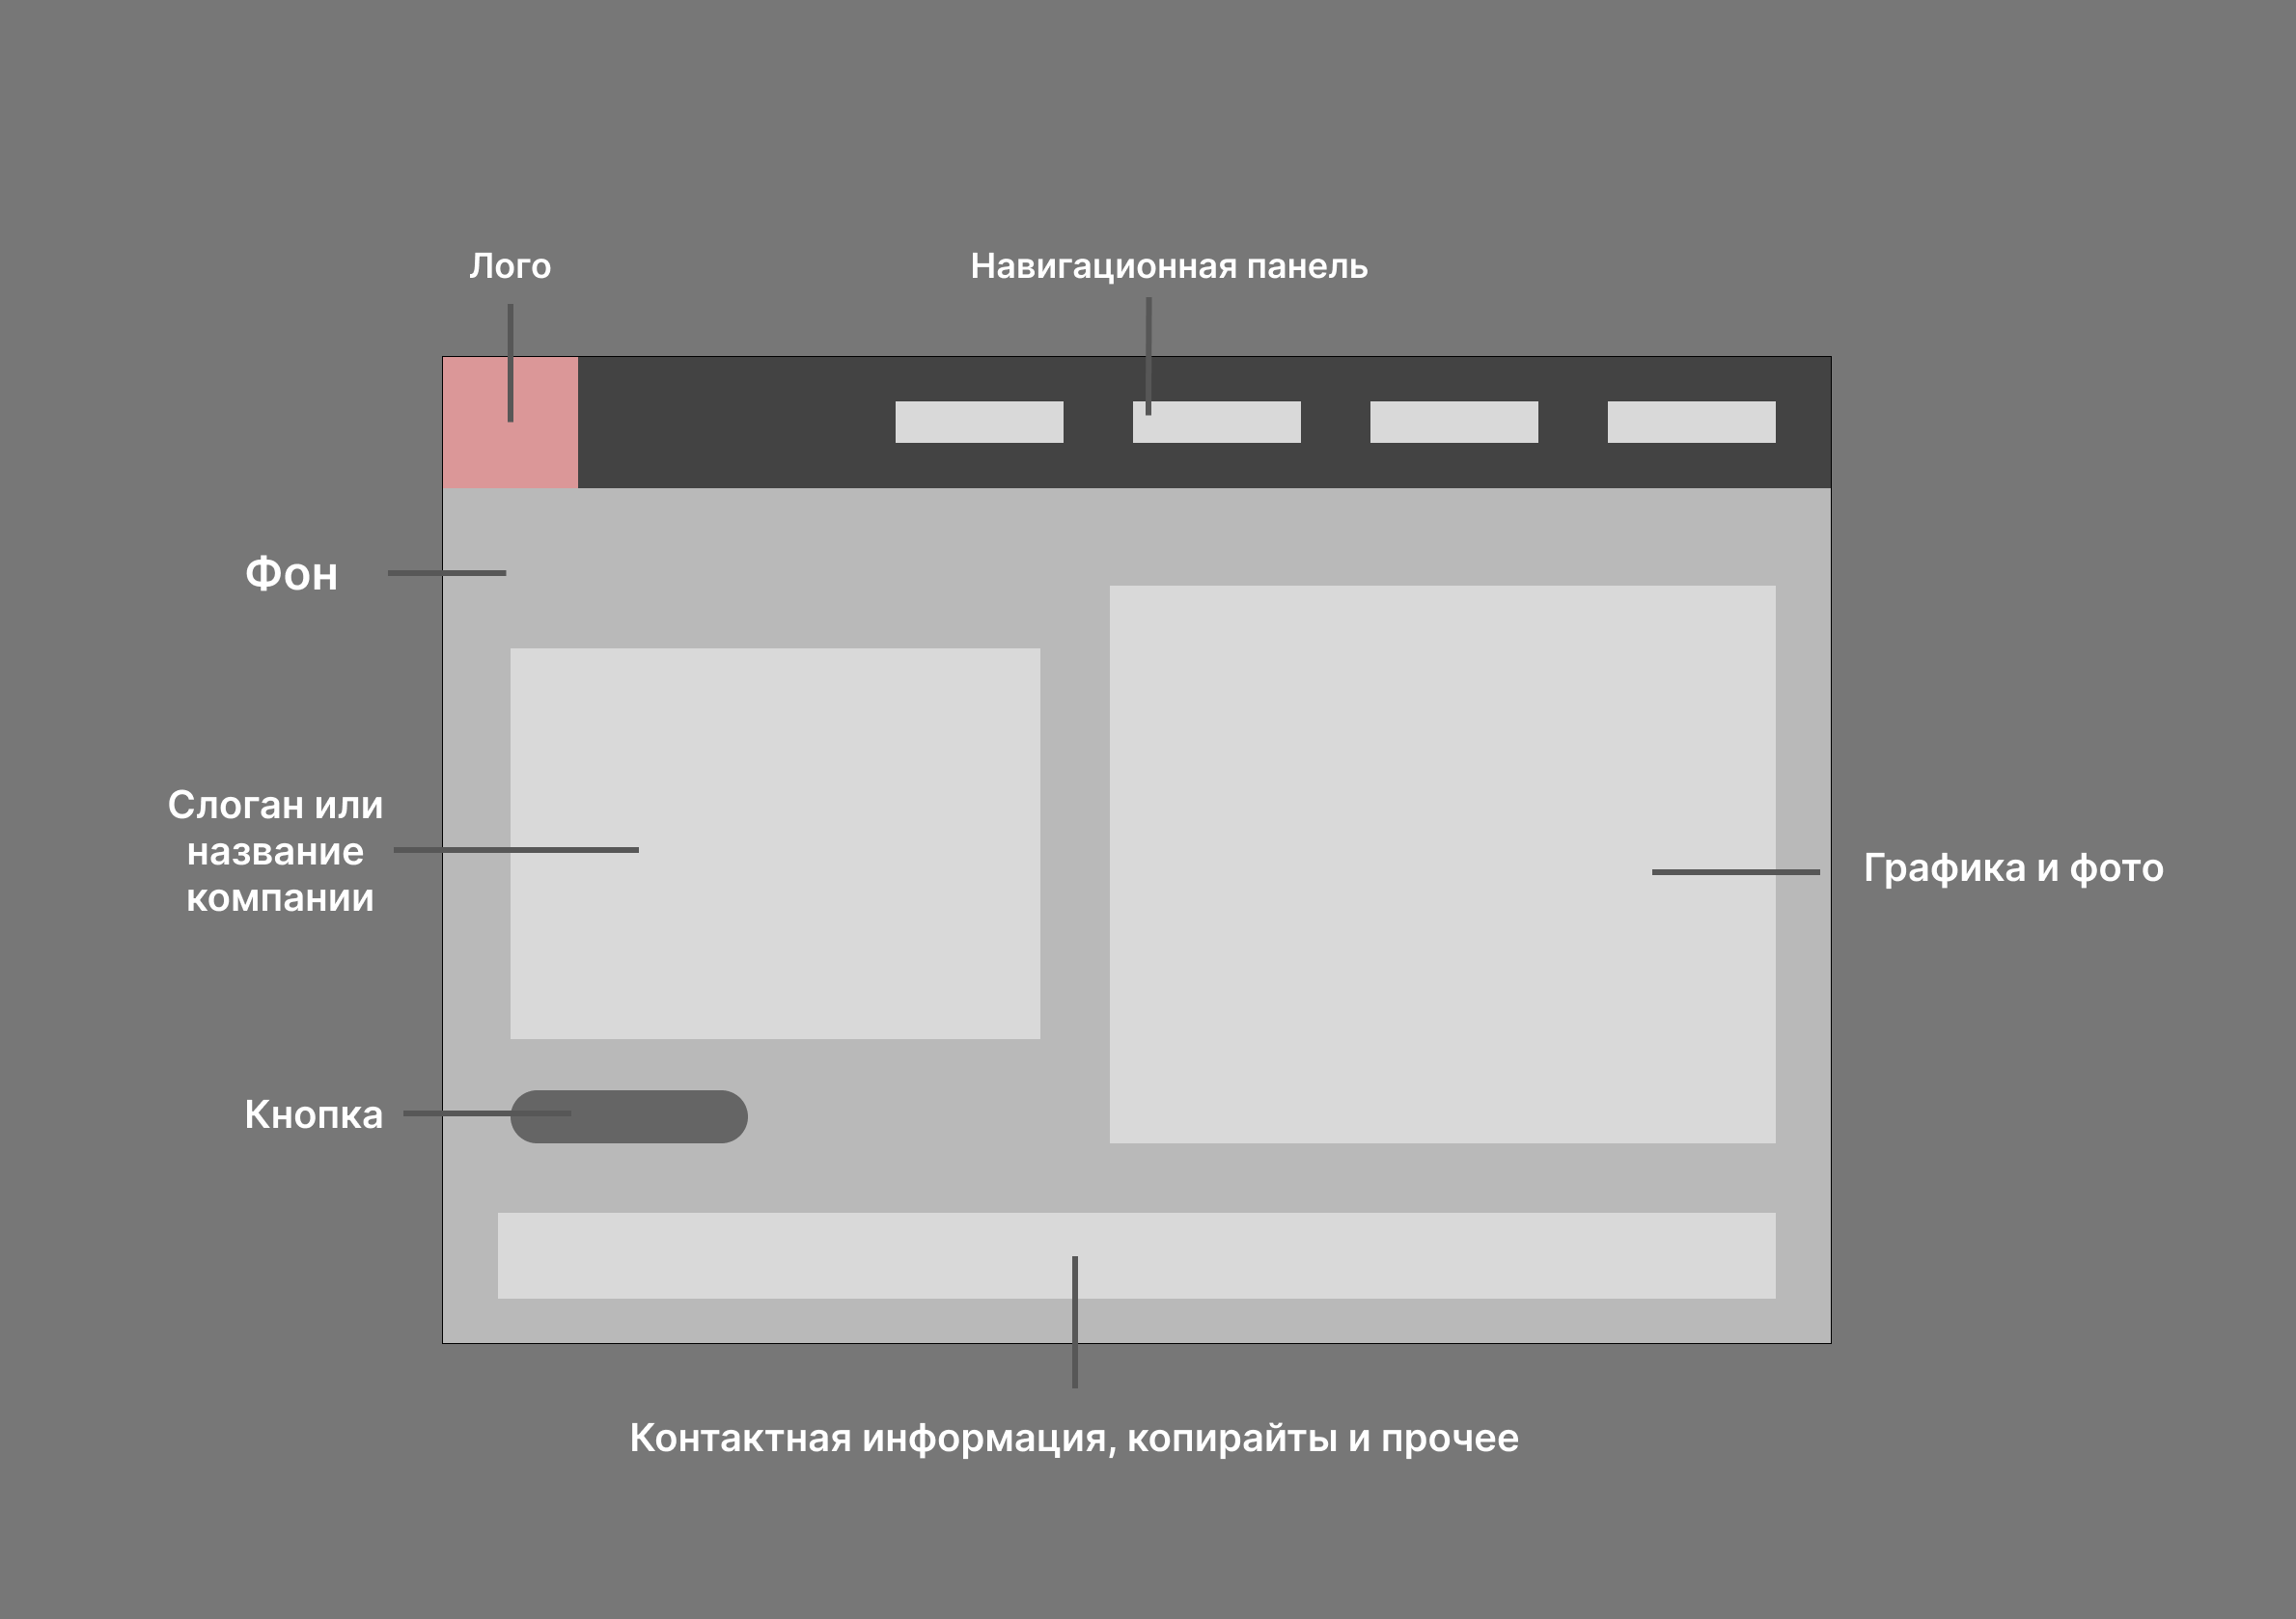 Лого
Навигационная панель
Фон
Слоган или
название
компании
Графика и фото
Кнопка
Контактная информация, копирайты и прочее